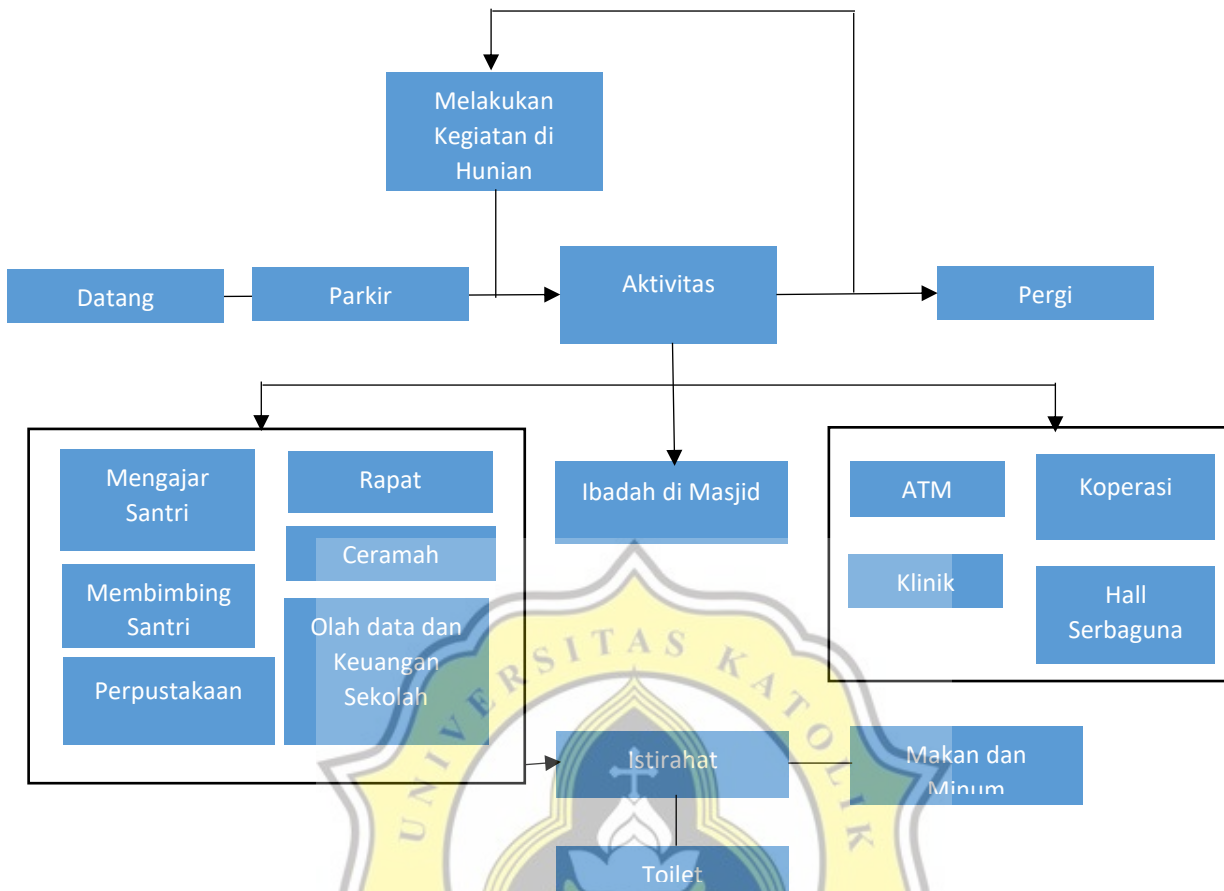 Melakukan
Kegiatan di
Hunian
Datang
Parkir
Aktivitas
Pergi
Mengajar
Santri
Rapat
Ceramah
Membimbing
Santri
Olah data dan
Keuangan
Sekolah
Perpustakaan
Ibadah di Masjid
ATM
Koperasi
Klinik
Hall
Serbaguna
Istirahat
Makan dan
Minum
Toilet
UNIVERSITAS KATOLIK